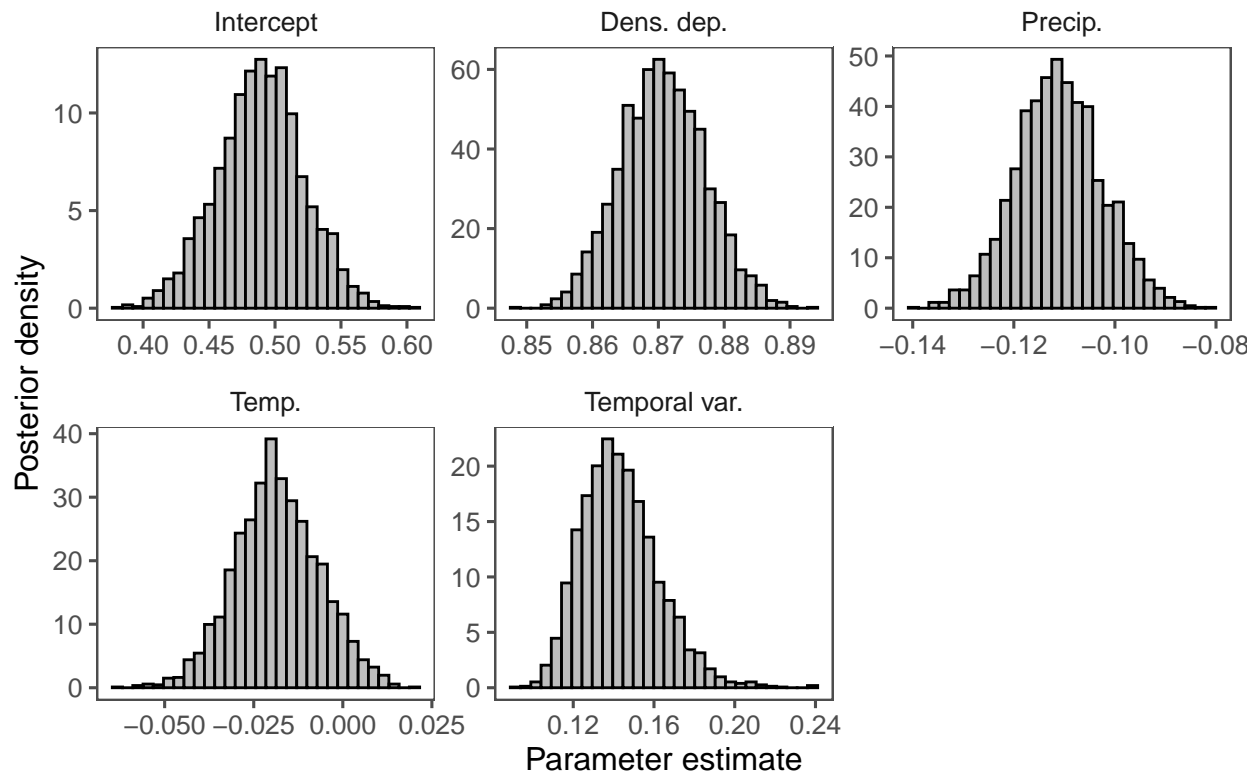 Intercept
Dens. dep.
Precip.
10
5
0
0.40 0.45 0.50 0.55 0.60
60
40
20
0
0.85 0.86 0.87 0.88 0.89
50
40
30
20
10
0
−0.14 −0.12 −0.10 −0.08
Posterior density
Temp.
Temporal var.
40
30
20
10
0
−0.050 −0.025 0.000 0.025
20
15
10
5
0
0.12 0.16 0.20 0.24
Parameter estimate